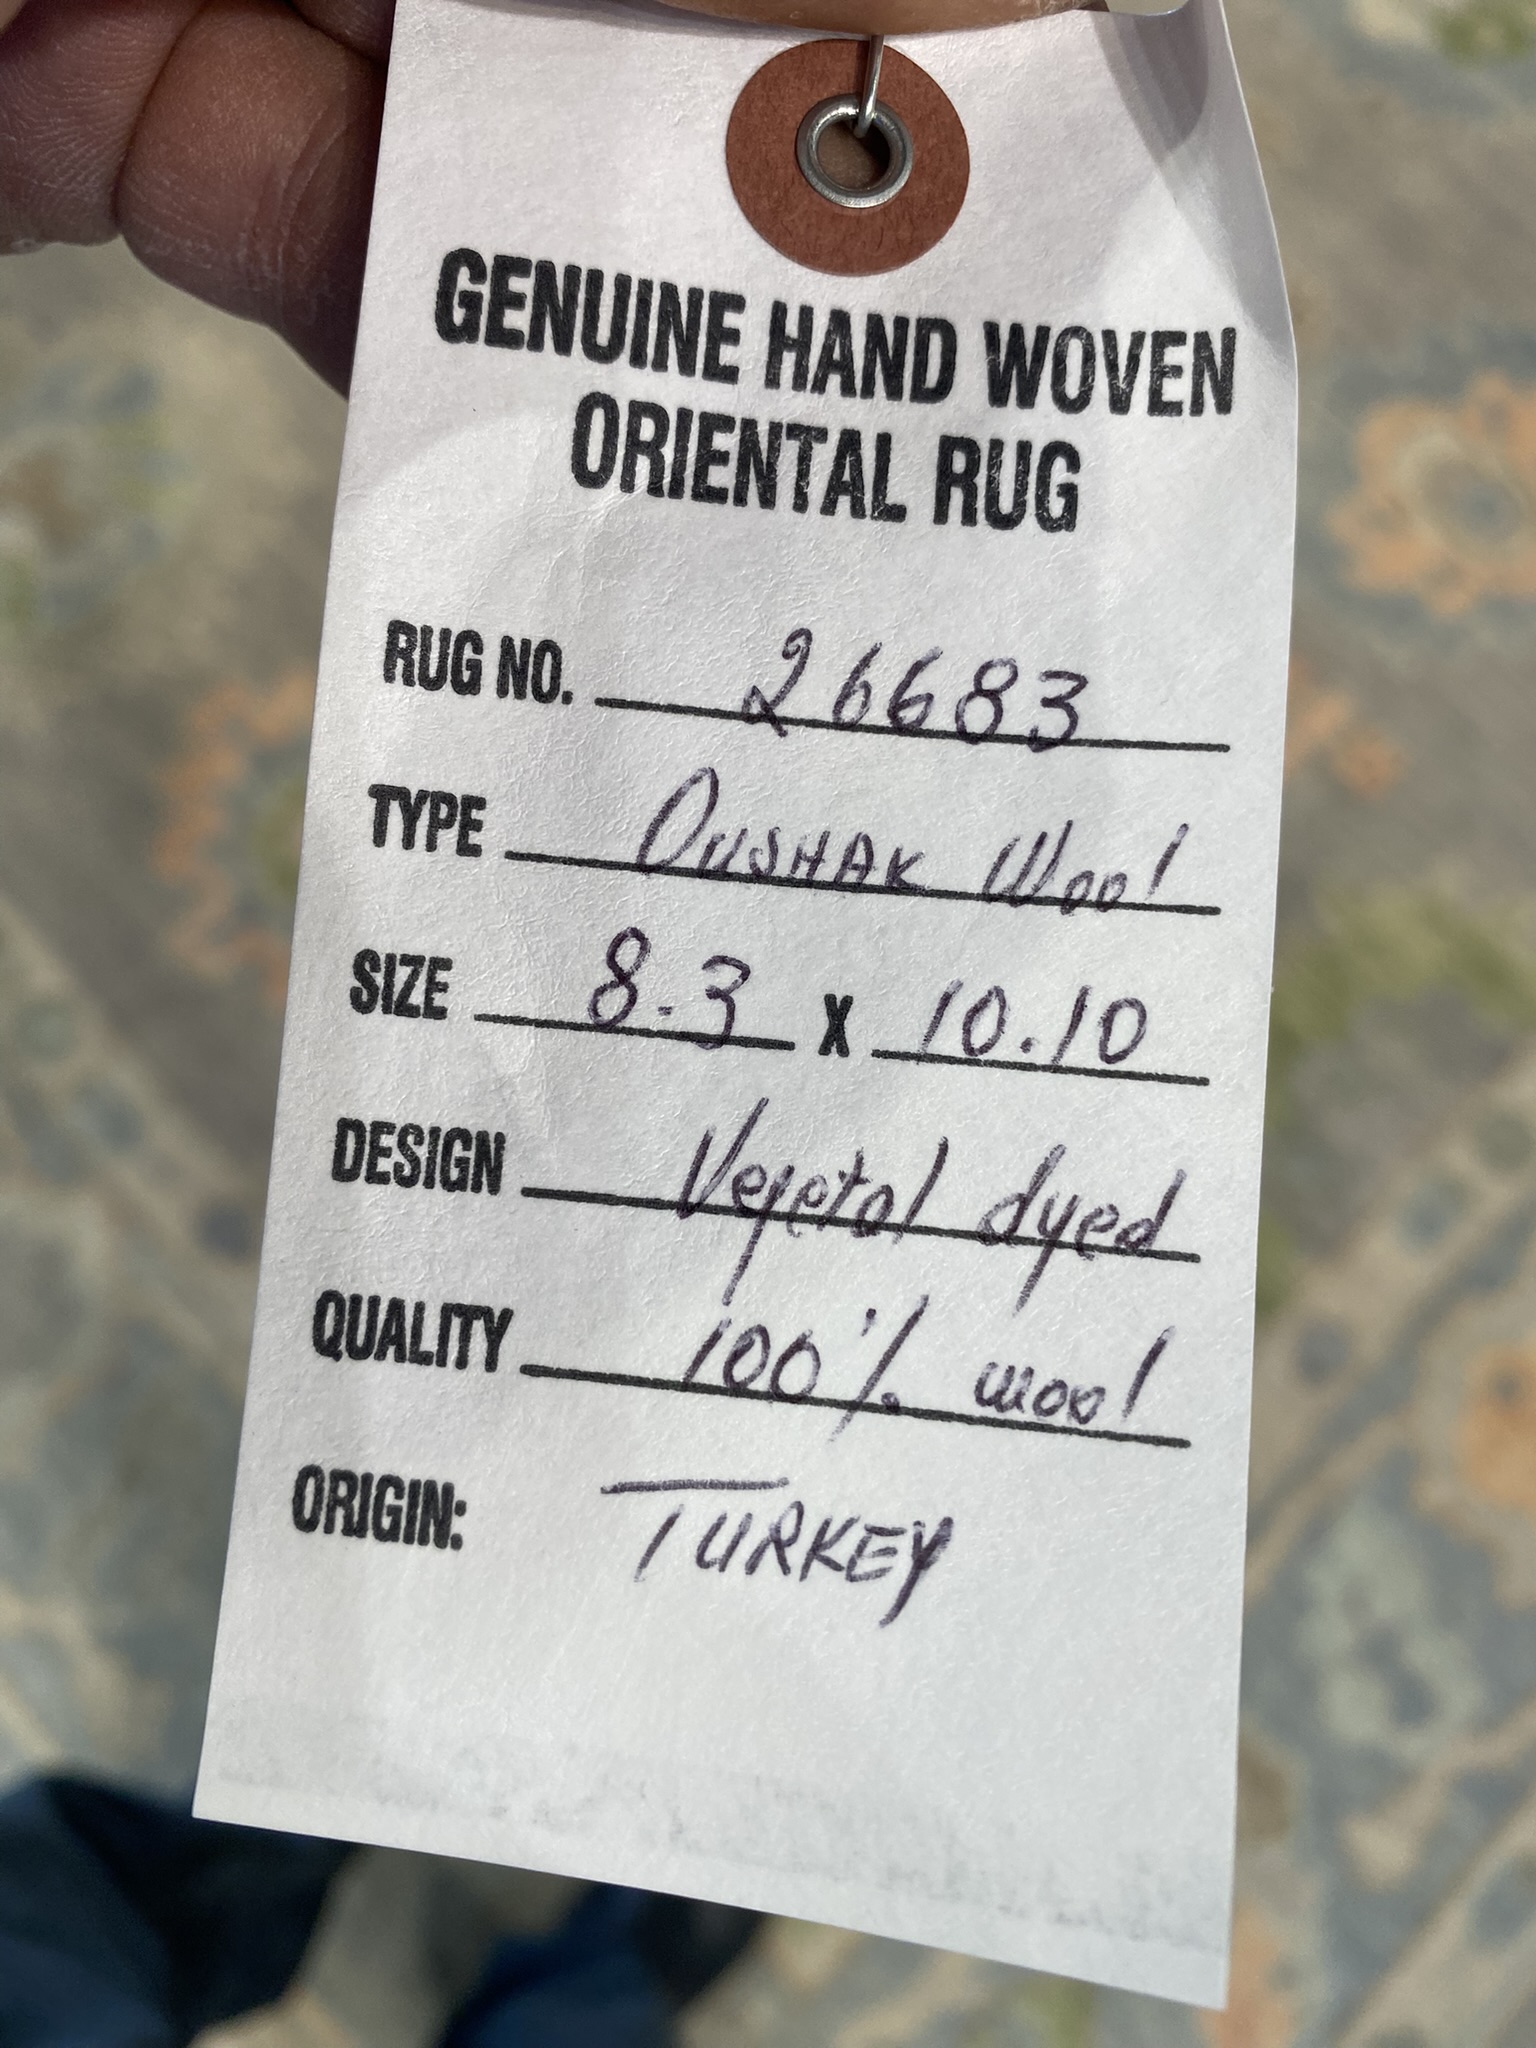 GENUINE HAND WOVEN
ORIENTAL RUG
RUG NO. 26683
TYPE OUSHAK Wool
SIZE 8.3 X 10.10
DESIGN Vegetal dyed
QUALITY 100% wool
ORIGIN: TURKEY